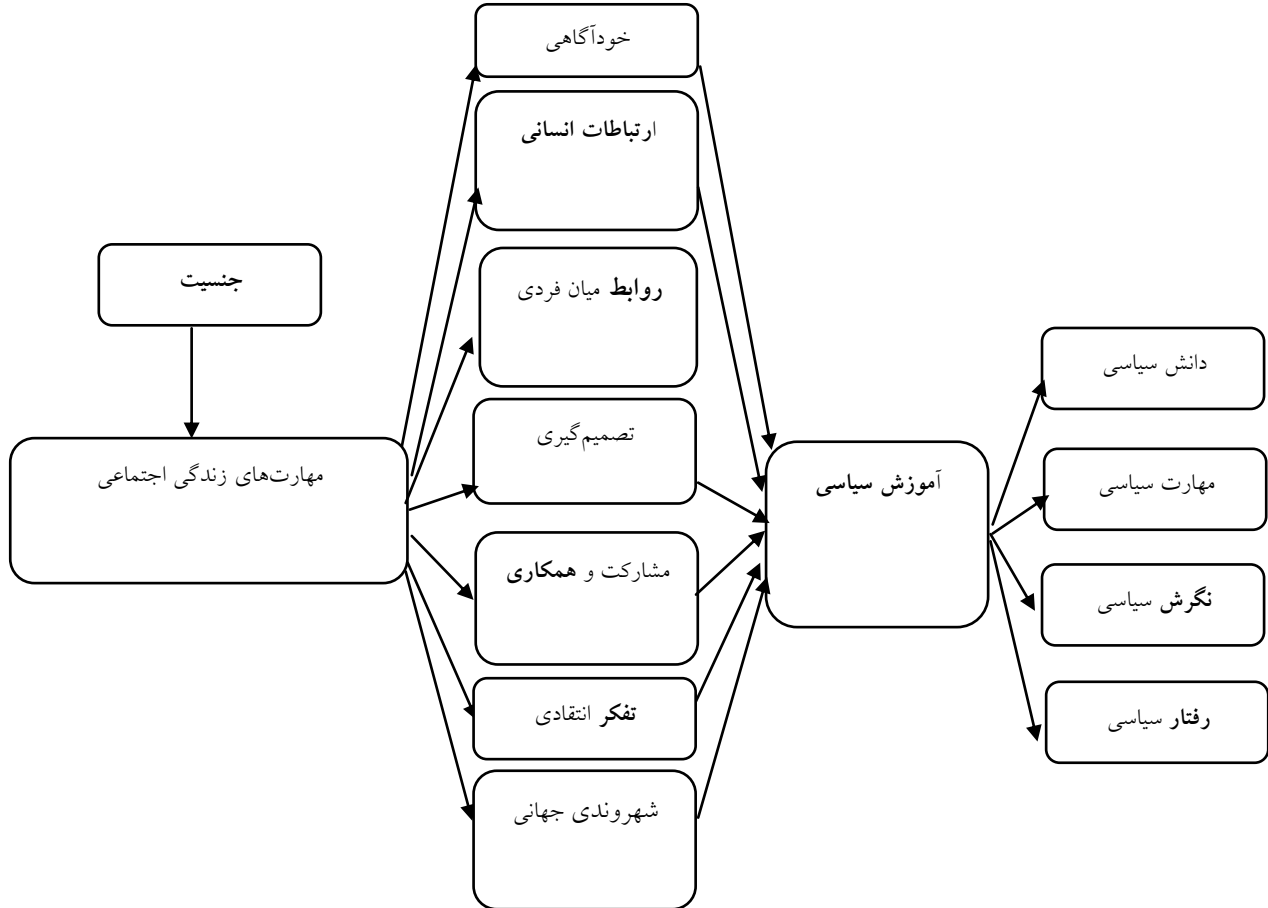 خودآگاهی
ارتباطات انسانی
جنسیت
روابط میان فردی
دانش سیاسی
تصمیم‌گیری
مهارت‌های زندگی اجتماعی
آموزش سیاسی
مهارت سیاسی
مشارکت و همکاری
نگرش سیاسی
تفکر انتقادی
رفتار سیاسی
شهروندی جهانی